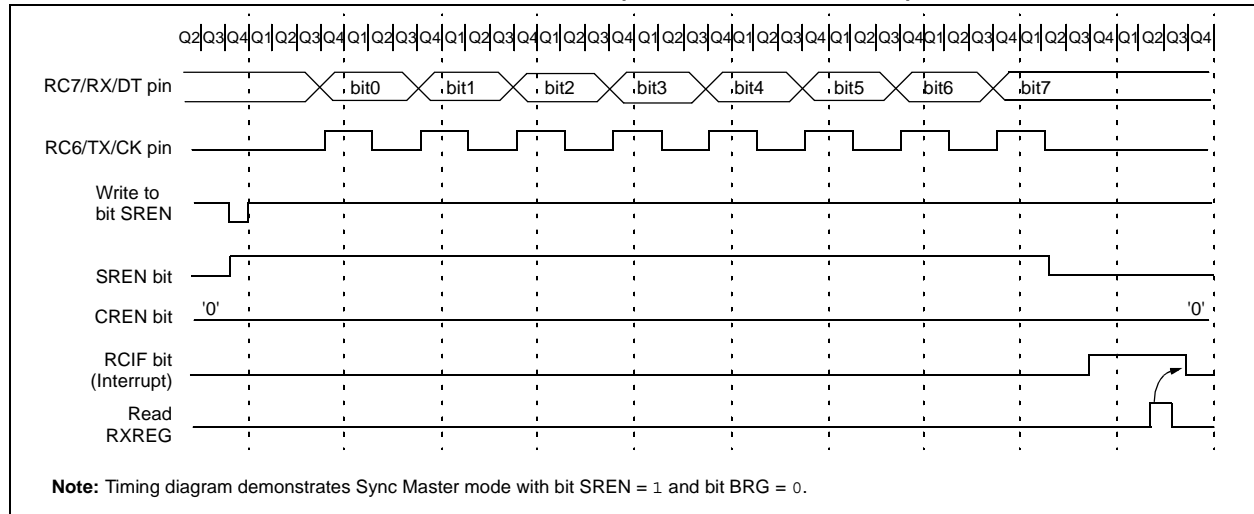 Q2 Q3 Q4 Q1 Q2 Q3 Q4 Q1 Q2 Q3 Q4 Q1 Q2 Q3 Q4 Q1 Q2 Q3 Q4 Q1 Q2 Q3 Q4 Q1 Q2 Q3 Q4 Q1 Q2 Q3 Q4 Q1 Q2 Q3 Q4 Q1 Q2 Q3 Q4 Q1 Q2 Q3 Q4
RC7/RX/DT pin bit0 bit1 bit2 bit3 bit4 bit5 bit6 bit7
RC6/TX/CK pin
Write to
bit SREN
SREN bit
CREN bit '0' '0'
RCIF bit
(Interrupt)
Read
RXREG
Note: Timing diagram demonstrates Sync Master mode with bit SREN = 1 and bit BRG = 0.